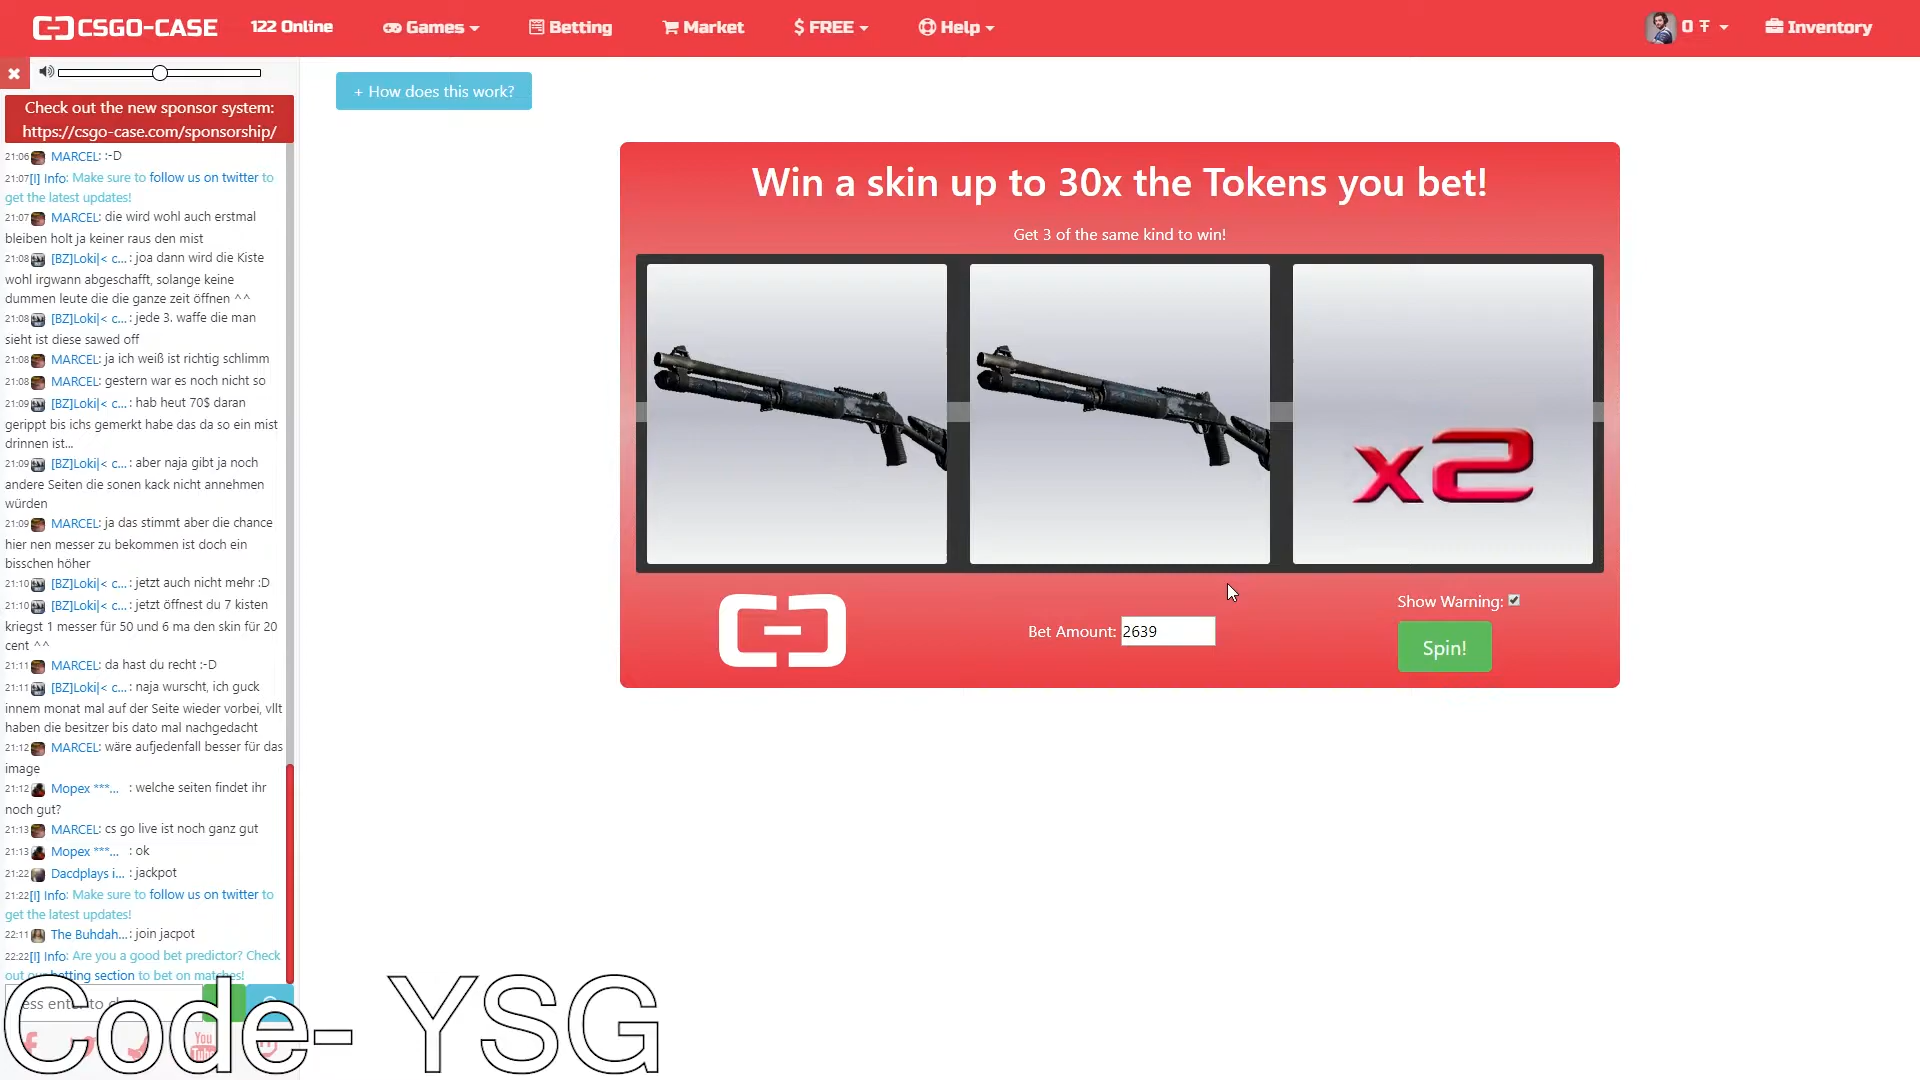 CSGO-CASE
122 Online
Games
Betting
Market
$ FREE
Help
0 Ŧ
Inventory
Check out the new sponsor system:
https://csgo-case.com/sponsorship/
21:06 MARCEL: :-D
21:07[I] Info: Make sure to follow us on twitter to
get the latest updates!
21:07 MARCEL: die wird wohl auch erstmal
bleiben holt ja keiner raus den mist
21:08 [BZ]Loki|< c... : joa dann wird die Kiste
wohl irgwann abgeschafft, solange keine
dummen leute die die ganze zeit öffnen ^^
21:08 [BZ]Loki|< c... : jede 3. waffe die man
sieht ist diese sawed off
21:08 MARCEL: ja ich weiß ist richtig schlimm
21:08 MARCEL: gestern war es noch nicht so
21:09 [BZ]Loki|< c... : hab heut 70$ daran
gerippt bis ichs gemerkt habe das da so ein mist
drinnen ist...
21:09 [BZ]Loki|< c... : aber naja gibt ja noch
andere Seiten die sonen kack nicht annehmen
würden
21:09 MARCEL: ja das stimmt aber die chance
hier nen messer zu bekommen ist doch ein
bisschen höher
21:10 [BZ]Loki|< c... : jetzt auch nicht mehr :D
21:10 [BZ]Loki|< c... : jetzt öffnest du 7 kisten
kriegst 1 messer für 50 und 6 ma den skin für 20
cent ^^
21:11 MARCEL: da hast du recht :-D
21:11 [BZ]Loki|< c... : naja wurscht, ich guck
innem monat mal auf der Seite wieder vorbei, vllt
haben die besitzer bis dato mal nachgedacht
21:12 MARCEL: wäre aufjedenfall besser für das
image
21:12 Mopex ***... : welche seiten findet ihr
noch gut?
21:13 MARCEL: cs go live ist noch ganz gut
21:13 Mopex ***... : ok
21:22 Dacdplays i... : jackpot
21:22[I] Info: Make sure to follow us on twitter to
get the latest updates!
22:11 The Buhdah... : join jacpot
22:22[I] Info: Are you a good bet predictor? Check
out our betting section to bet on matches!
Code- YSG
You
+ How does this work?
Win a skin up to 30x the Tokens you bet!
Get 3 of the same kind to win!
x2
Bet Amount: 2639
Show Warning:
Spin!